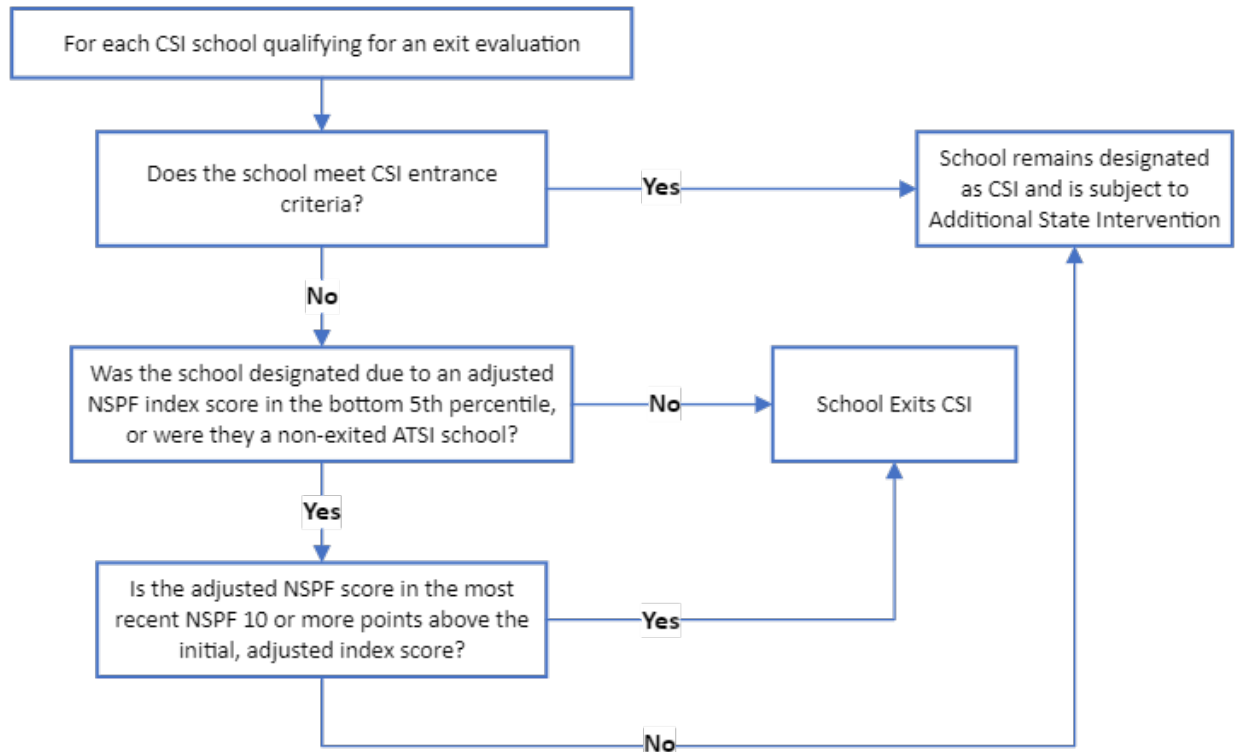 For each CSI school qualifying for an exit evaluation
Does the school meet CSI entrance
criteria?
Yes
School remains designated
as CSI and is subject to
Additional State Intervention
No
Was the school designated due to an adjusted
NSPF index score in the bottom 5th percentile,
or were they a non-exited ATSI school?
No
School Exits CSI
Yes
Is the adjusted NSPF score in the most
recent NSPF 10 or more points above the
initial, adjusted index score?
Yes
No